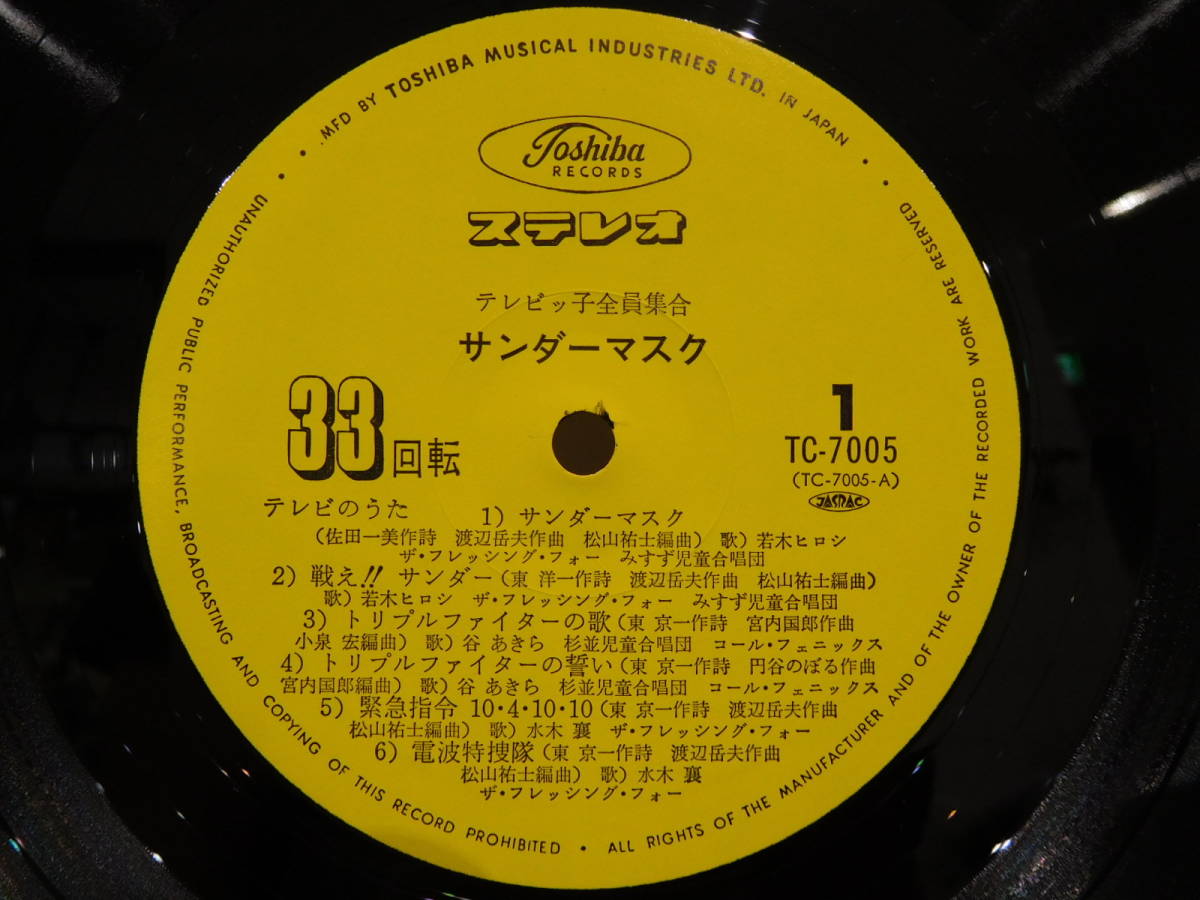 .MFD BY TOSHIBA MUSICAL INDUSTRIES LTD. IN JAPAN •
Toshiba
RECORDS
ステレオ
テレビッ子全員集合
サンダーマスク
33回転
1
TC-7005
(TC-7005-A)
JASRAC
テレビのうた 1) サンダーマスク
(佐田一美作詩 渡辺岳夫作曲 松山祐士編曲) 歌) 若木ヒロシ
ザ・フレッシング・フォー みすず児童合唱団
2) 戦え!! サンダー(東 洋一作詩 渡辺岳夫作曲 松山祐士編曲)
歌) 若木ヒロシ ザ・フレッシング・フォー みすず児童合唱団
3) トリプルファイターの歌(東 京一作詩 宮内国郎作曲
小泉 宏編曲) 歌) 谷 あきら 杉並児童合唱団 コール・フェニックス
4) トリプルファイターの誓い(東 京一作詩 円谷のぼる作曲
宮内国郎編曲) 歌) 谷 あきら 杉並児童合唱団 コール・フェニックス
5) 緊急指令 10・4・10・10(東 京一作詩 渡辺岳夫作曲
松山祐士編曲) 歌) 水木 襄 ザ・フレッシング・フォー
6) 電波特捜隊(東 京一作詩 渡辺岳夫作曲
松山祐士編曲) 歌) 水木 襄
ザ・フレッシング・フォー
• UNAUTHORIZED PUBLIC PERFORMANCE, BROADCASTING AND COPYING OF THIS RECORD PROHIBITED • ALL RIGHTS OF THE MANUFACTURER AND OF THE OWNER OF THE RECORDED WORK ARE RESERVED •